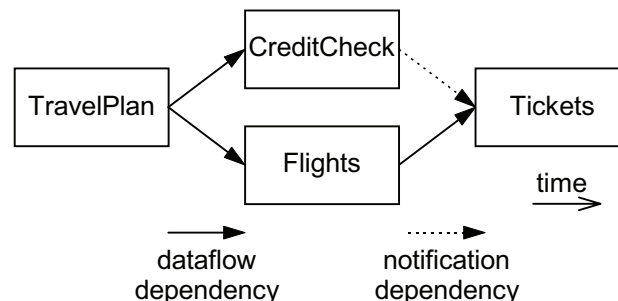 CreditCheck
TravelPlan
Tickets
Flights
time
dataflow
dependency
notification
dependency